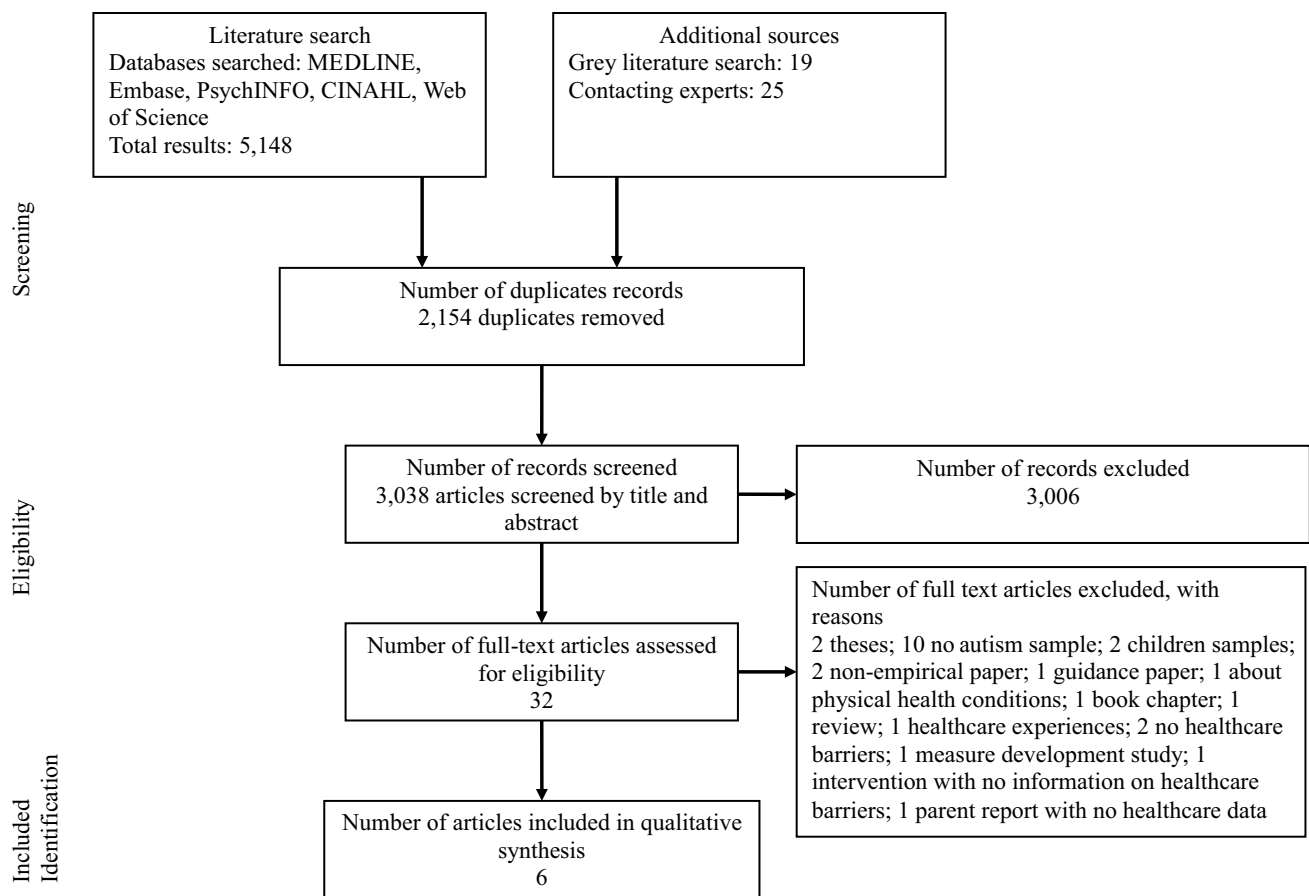 Literature search
Databases searched: MEDLINE,
Embase, PsychINFO, CINAHL, Web
of Science
Total results: 5,148
Additional sources
Grey literature search: 19
Contacting experts: 25
Screening
Number of duplicates records
2,154 duplicates removed
Number of records screened
3,038 articles screened by title and
abstract
Number of records excluded
3,006
Eligibility
Number of full-text articles assessed
for eligibility
32
Number of full text articles excluded, with
reasons
2 theses; 10 no autism sample; 2 children samples;
2 non-empirical paper; 1 guidance paper; 1 about
physical health conditions; 1 book chapter; 1
review; 1 healthcare experiences; 2 no healthcare
barriers; 1 measure development study; 1
intervention with no information on healthcare
barriers; 1 parent report with no healthcare data
Included
Identification
Number of articles included in qualitative
synthesis
6